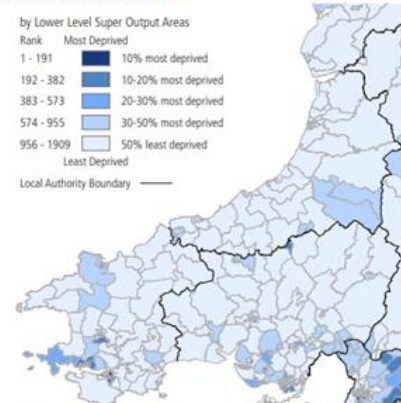 by Lower Level Super Output Areas
Rank Most Deprived
1 - 191 10% most deprived
192 - 382 10-20% most deprived
383 - 573 20-30% most deprived
574 - 955 30-50% most deprived
956 - 1909 50% least deprived
Least Deprived
Local Authority Boundary